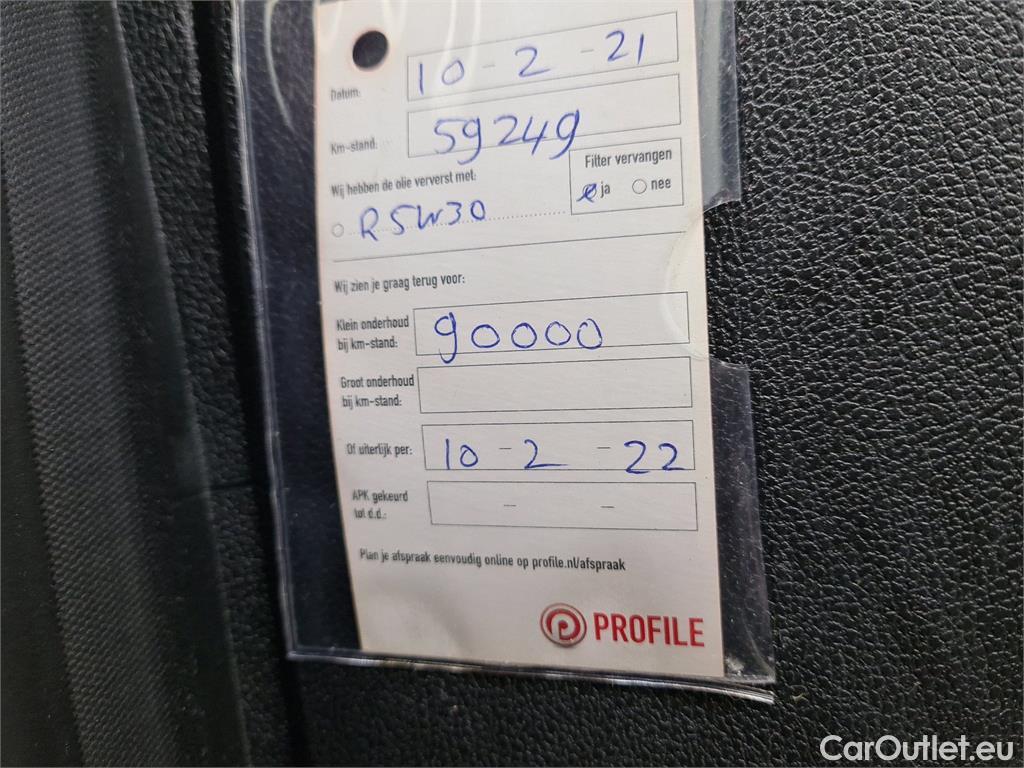 Datum: 10 - 2 - 21
Km-stand: 59249
Filter vervangen
ja nee
Wij hebben de olie ververst met:
R 5W30
Wij zien je graag terug voor:
Klein onderhoud
bij km-stand: 90000
Groot onderhoud
bij km-stand:
Of uiterlijk per: 10 - 2 - 22
APK gekeurd
tot d.d.: - -
Plan je afspraak eenvoudig online op profile.nl/afspraak
PROFILE
CarOutlet.eu